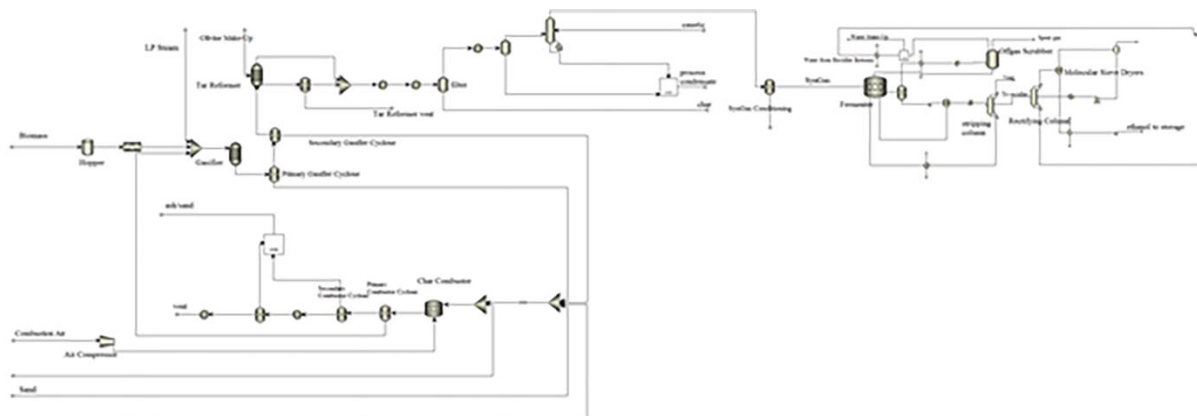 LP Steam
Olivine Make-Up
Tar Reformer
Tar Reformer vent
process
condensate
char
SynGas Conditioning
SynGas
Fermentor
Offgas Scrubber
Molecular Sieve Dryers
stripping
column
Rectifying Column
ethanol to storage
Biomass
Hopper
Gasifier
Secondary Gasifier Cyclone
Primary Gasifier Cyclone
ash/sand
Char Combustor
Secondary
Combustor Cyclone
Primary
Combustor Cyclone
vent
Combustion Air
Air Compressor
Sand